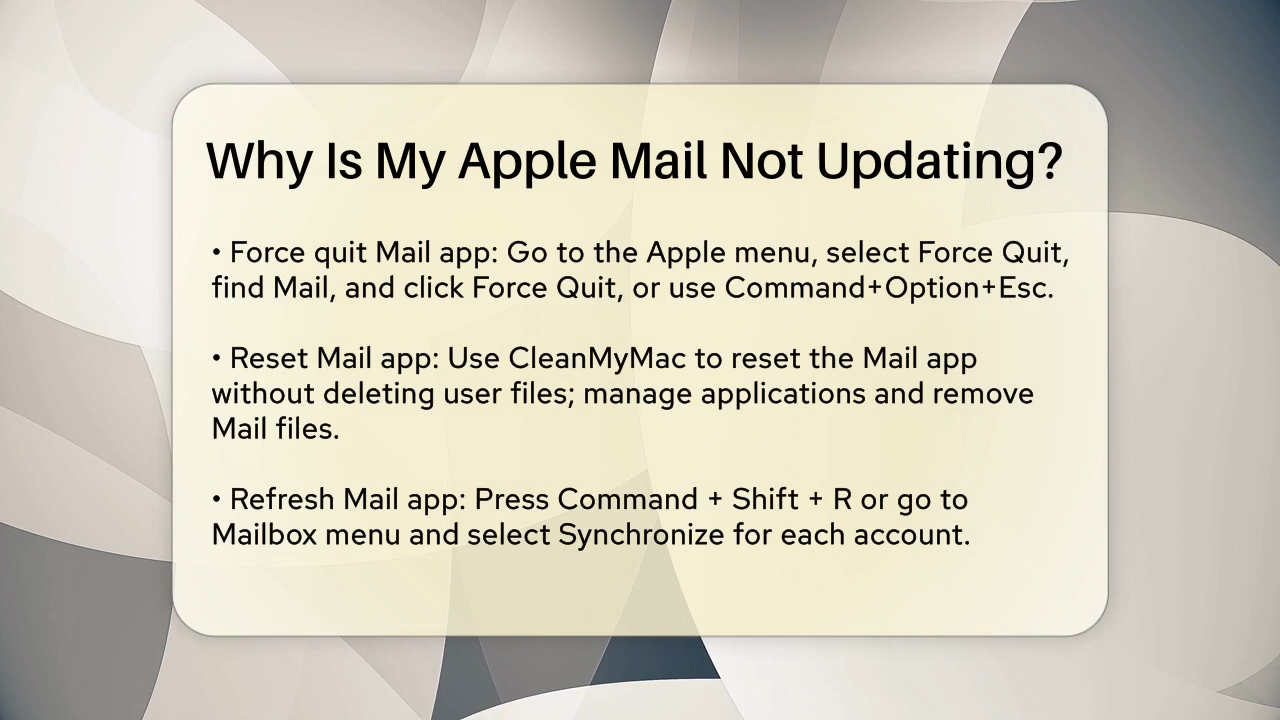 Why Is My Apple Mail Not Updating?
• Force quit Mail app: Go to the Apple menu, select Force Quit,
find Mail, and click Force Quit, or use Command+Option+Esc.
• Reset Mail app: Use CleanMyMac to reset the Mail app
without deleting user files; manage applications and remove
Mail files.
• Refresh Mail app: Press Command + Shift + R or go to
Mailbox menu and select Synchronize for each account.